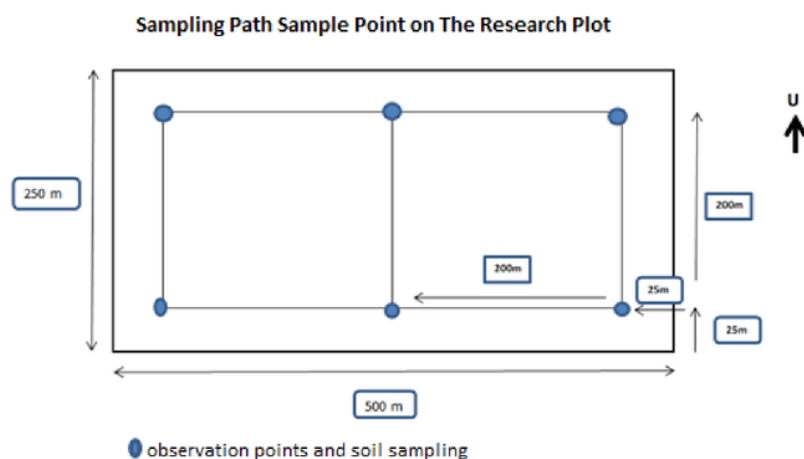 Sampling Path Sample Point on The Research Plot
U
250 m
200m
200m
25m
25m
500 m
observation points and soil sampling